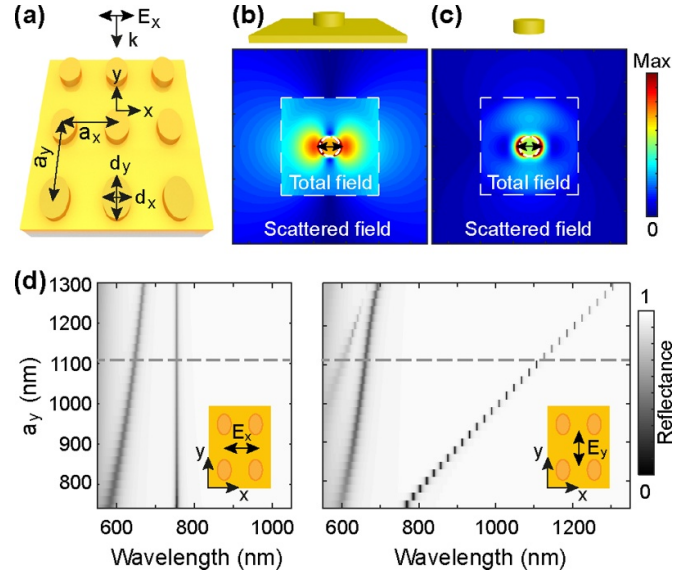 (a)
E_x
k
y
x
a_x
a_y
d_y
d_x
(b)
Total field
Scattered field
(c)
Total field
Scattered field
Max
0
(d)
1300
1200
1100
1000
900
800
a_y (nm)
600
800
1000
Wavelength (nm)
E_x
y
x
600
800
1000
1200
Wavelength (nm)
E_y
y
x
1
Reflectance
0